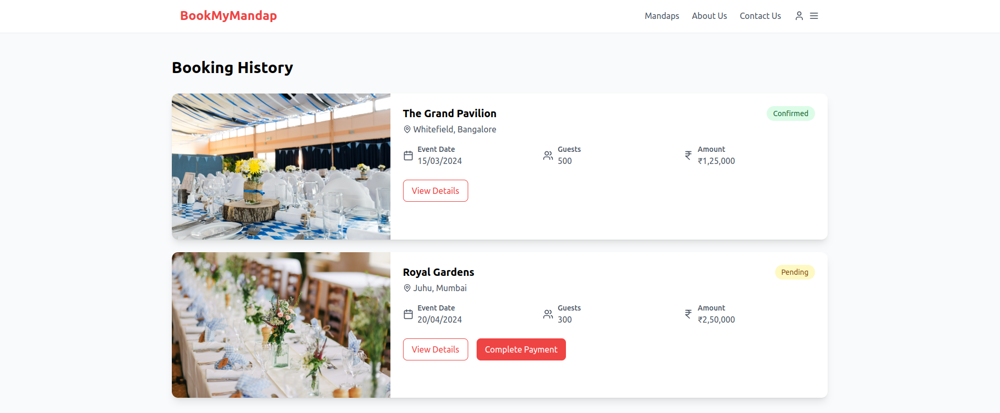 BookMyMandap
Mandaps About Us Contact Us
Booking History
The Grand Pavilion
Confirmed
Whitefield, Bangalore
Event Date
15/03/2024
Guests
500
Amount
₹1,25,000
View Details
Royal Gardens
Pending
Juhu, Mumbai
Event Date
20/04/2024
Guests
300
Amount
₹2,50,000
View Details
Complete Payment